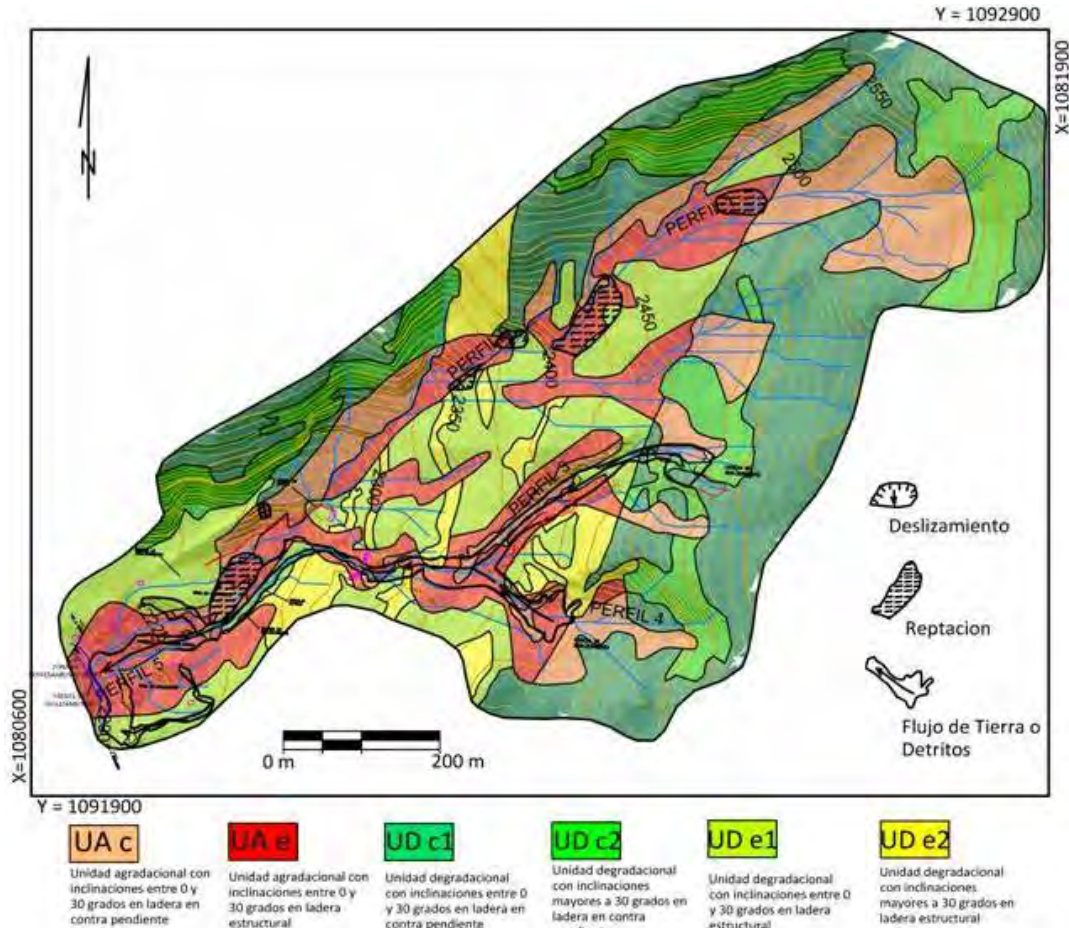 Y = 1092900
X=1081900
N
2550
PERFIL
2450
PERFIL
2400
2350
2300
PERFIL 3
PERFIL 4
PERFIL 5
Deslizamiento
Reptacion
Flujo de Tierra o
Detritos
0 m 200 m
X=1080600
Y = 1091900
UA c
Unidad agradacional con
inclinaciones entre 0 y
30 grados en ladera en
contra pendiente
UA e
Unidad agradacional con
inclinaciones entre 0 y
30 grados en ladera
estructural
UD c1
Unidad degradacional
con inclinaciones entre 0
y 30 grados en ladera en
contra pendiente
UD c2
Unidad degradacional
con inclinaciones
mayores a 30 grados en
ladera en contra
UD e1
Unidad degradacional
con inclinaciones entre 0
y 30 grados en ladera
estructural
UD e2
Unidad degradacional
con inclinaciones
mayores a 30 grados en
ladera estructural